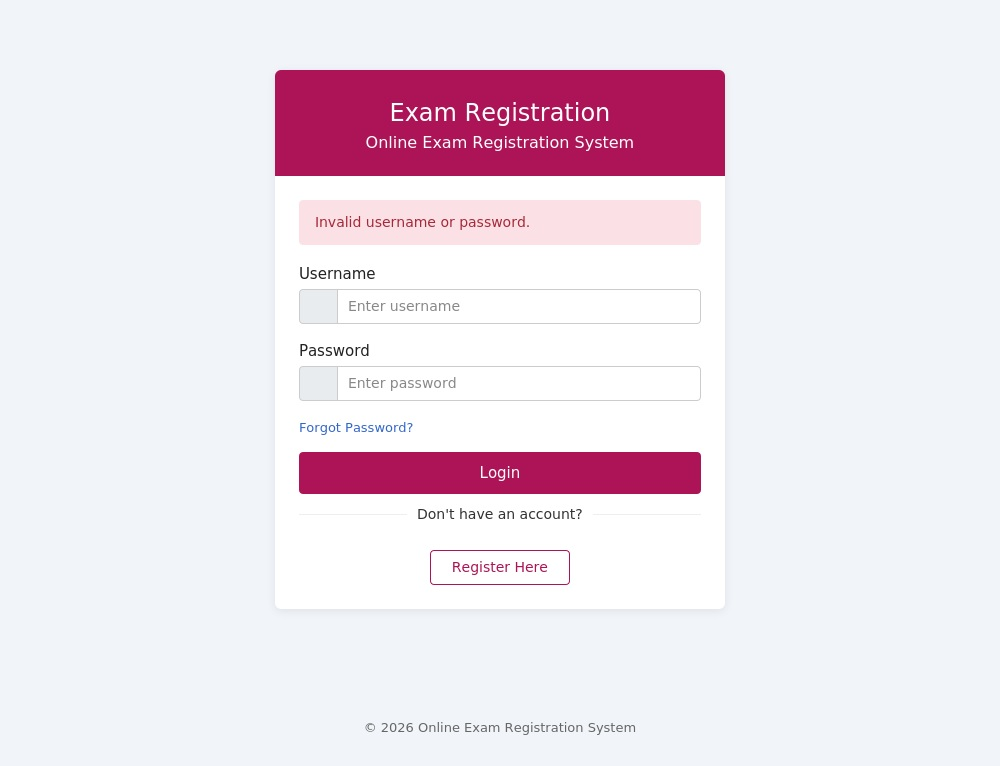 Exam Registration
Online Exam Registration System
Invalid username or password.
Username
Enter username
Password
Enter password
Forgot Password?
Login
Don't have an account?
Register Here
© 2026 Online Exam Registration System